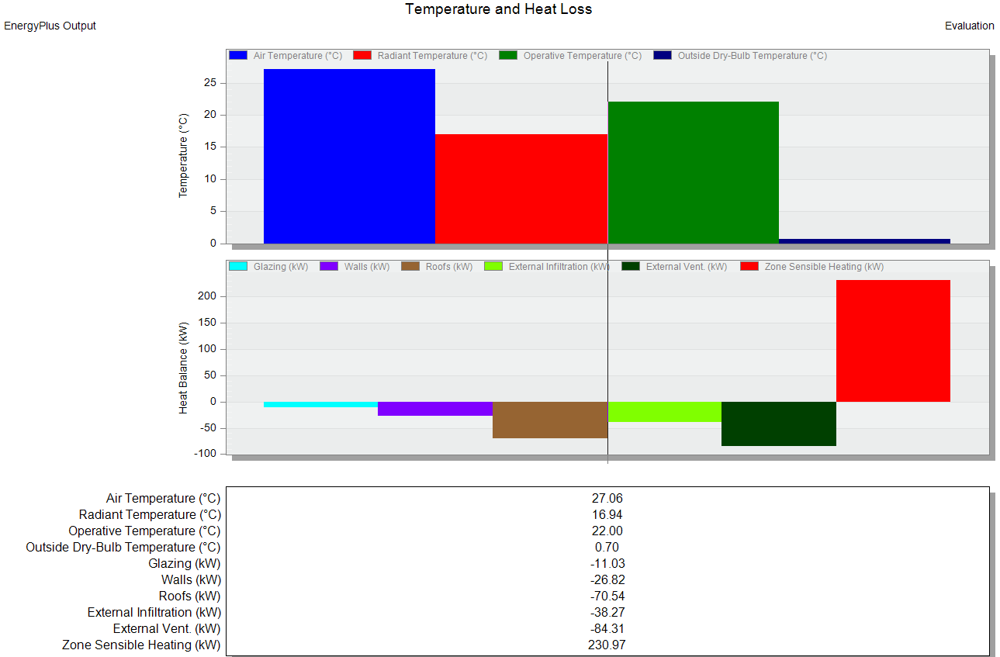 Temperature and Heat Loss
EnergyPlus Output
Evaluation
Air Temperature (°C) Radiant Temperature (°C) Operative Temperature (°C) Outside Dry-Bulb Temperature (°C)
Temperature (°C)
25
20
15
10
5
0
Glazing (kW) Walls (kW) Roofs (kW) External Infiltration (kW) External Vent. (kW) Zone Sensible Heating (kW)
Heat Balance (kW)
200
150
100
50
0
-50
-100
Air Temperature (°C) 27.06
Radiant Temperature (°C) 16.94
Operative Temperature (°C) 22.00
Outside Dry-Bulb Temperature (°C) 0.70
Glazing (kW) -11.03
Walls (kW) -26.82
Roofs (kW) -70.54
External Infiltration (kW) -38.27
External Vent. (kW) -84.31
Zone Sensible Heating (kW) 230.97